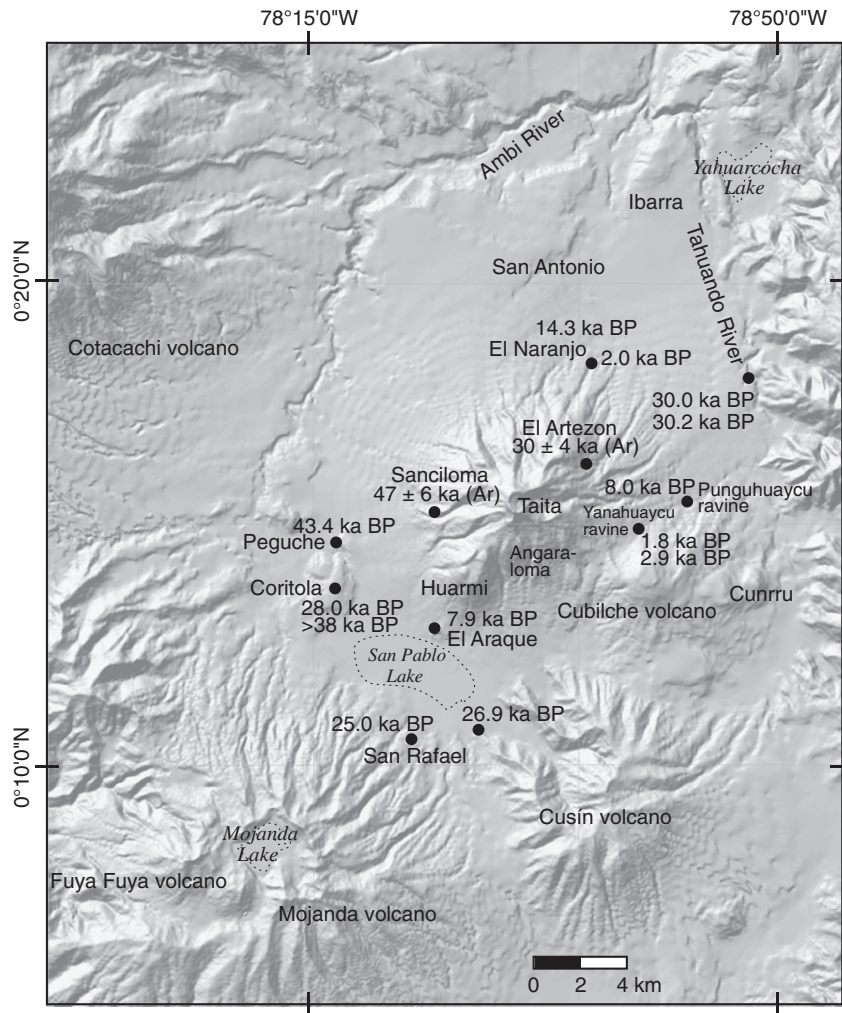 78°15'0"W
78°50'0"W
Ambi River
Yahuarcocha
Lake
Ibarra
Tahuando River
San Antonio
0°20'0"N
Cotacachi volcano
14.3 ka BP
El Naranjo
2.0 ka BP
30.0 ka BP
30.2 ka BP
El Artezon
30 ± 4 ka (Ar)
Sanciloma
47 ± 6 ka (Ar)
8.0 ka BP
Punguhuaycu
ravine
Taita
Yanahuaycu
ravine
43.4 ka BP
Peguche
1.8 ka BP
2.9 ka BP
Angara-
loma
Coritola
Huarmi
28.0 ka BP
>38 ka BP
Cunrru
Cubilche volcano
7.9 ka BP
El Araque
San Pablo
Lake
26.9 ka BP
25.0 ka BP
San Rafael
0°10'0"N
Cusín volcano
Mojanda
Lake
Fuya Fuya volcano
Mojanda volcano
0 2 4 km